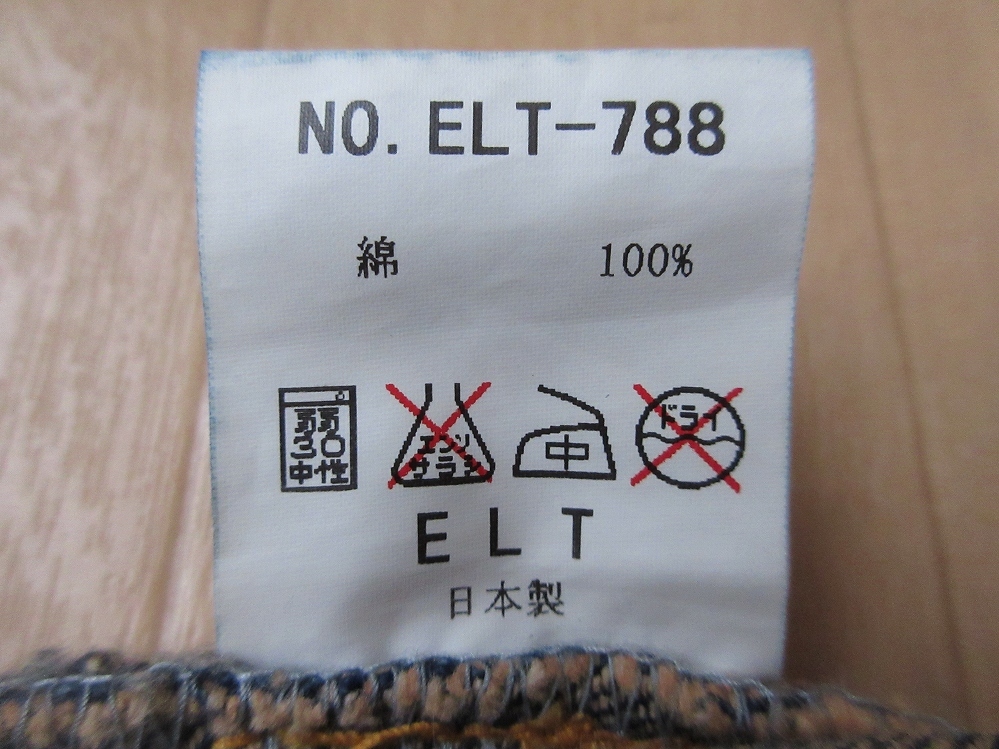 NO. ELT-788
綿 100%
弱
30
中性
エンソ
サラシ
中
ドライ
ELT
日本製